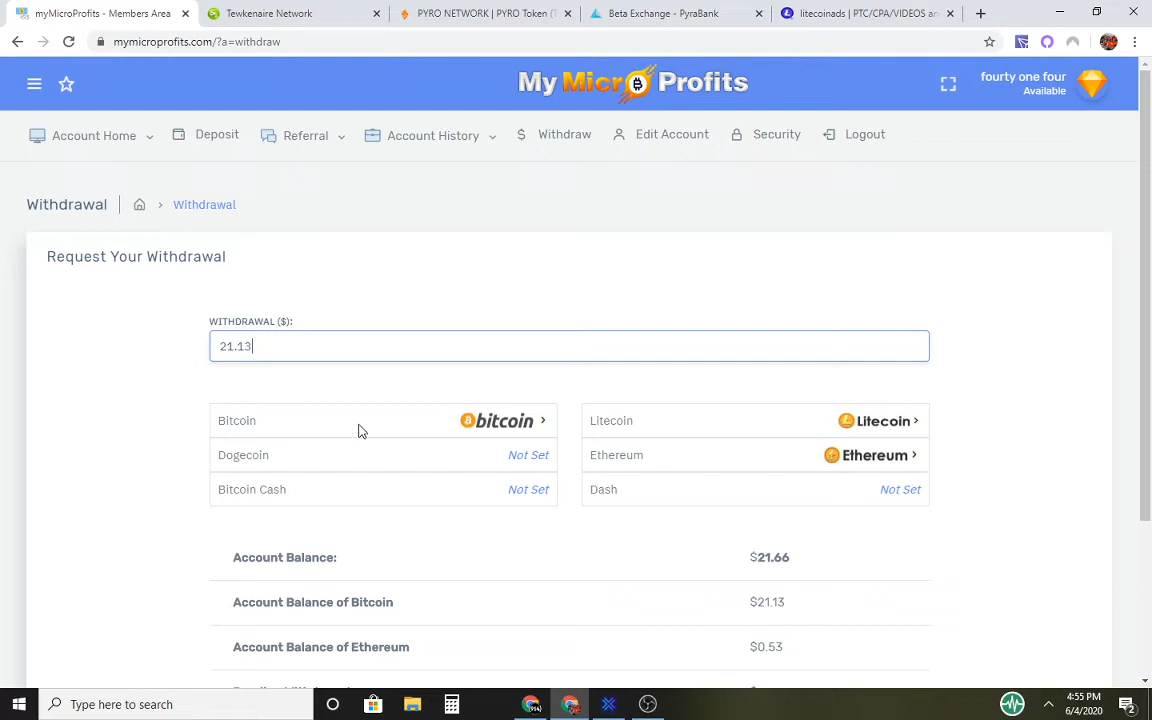 myMicroProfits - Members Area
Tewkenaire Network
PYRO NETWORK | PYRO Token (
Beta Exchange - PyraBank
litecoinads | PTC/CPA/VIDEOS an
mymicroprofits.com/?a=withdraw
My Micro Profits
fourty one four
Available
Account Home
Deposit
Referral
Account History
$ Withdraw
Edit Account
Security
Logout
Withdrawal
Withdrawal
Request Your Withdrawal
WITHDRAWAL ($):
21.13
Bitcoin bitcoin
Litecoin Litecoin
Dogecoin Not Set
Ethereum Ethereum
Bitcoin Cash Not Set
Dash Not Set
Account Balance: $21.66
Account Balance of Bitcoin $21.13
Account Balance of Ethereum $0.53
Type here to search
4:55 PM
6/4/2020
2